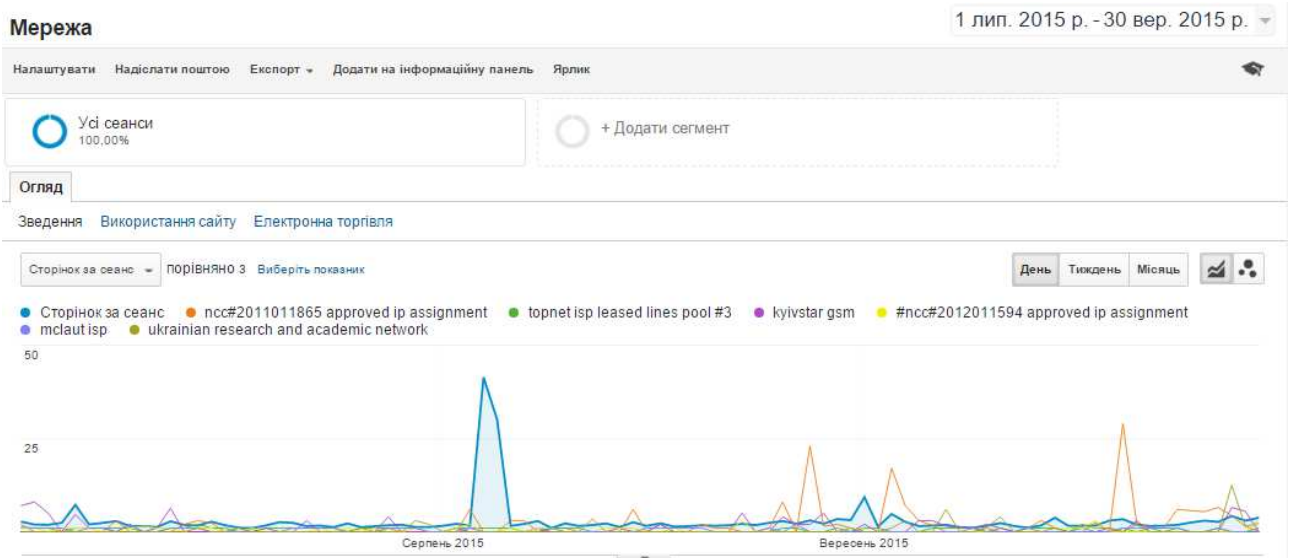 Мережа
1 лип. 2015 р. - 30 вер. 2015 р.
Налаштувати Надіслати поштою Експорт Додати на інформаційну панель Ярлик
Усі сеанси
100,00%
+ Додати сегмент
Огляд
Зведення Використання сайту Електронна торгівля
Сторінок за сеанс порівняно з Виберіть показник День Тиждень Місяць
Сторінок за сеанс ncc#2011011865 approved ip assignment topnet isp leased lines pool #3 kyivstar gsm #ncc#2012011594 approved ip assignment
mclaut isp ukrainian research and academic network
50
25
Серпень 2015 Вересень 2015